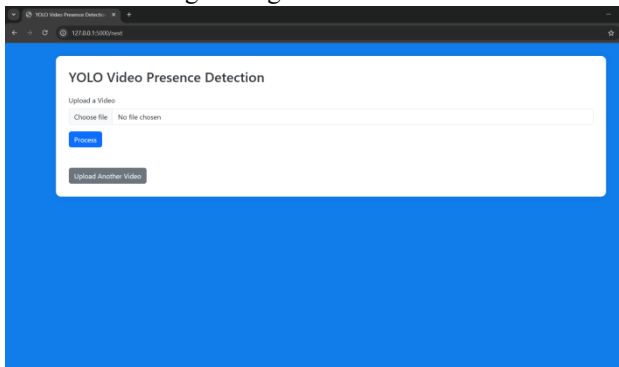 YOLO Video Presence Detectio
127.0.0.1:5000/next
YOLO Video Presence Detection
Upload a Video
Choose file No file chosen
Process
Upload Another Video